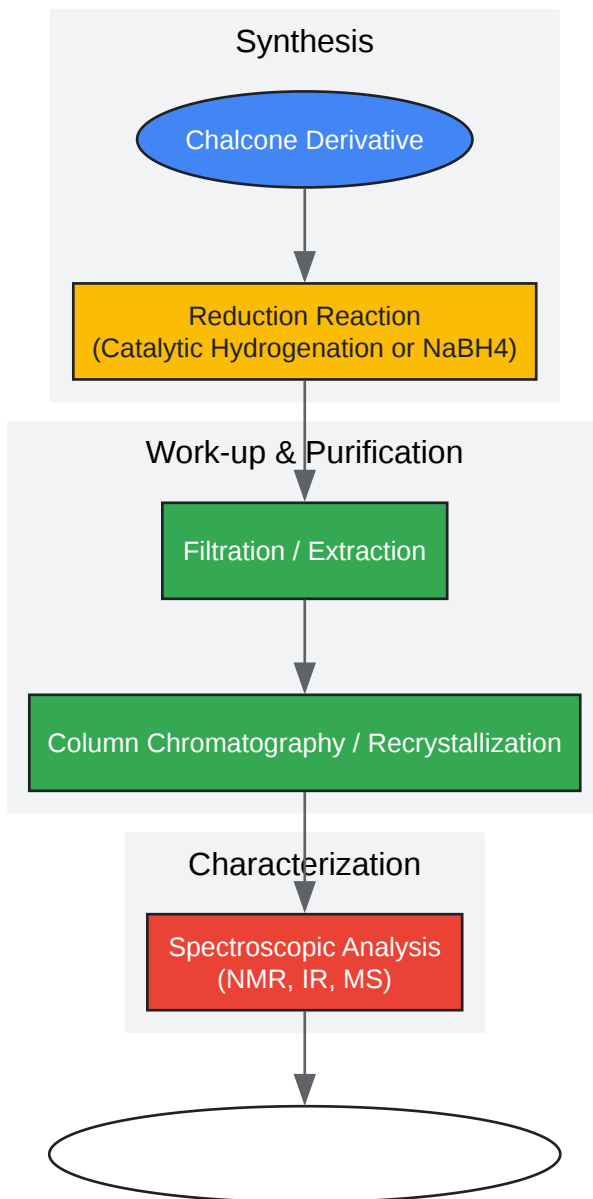 Synthesis
Chalcone Derivative
Reduction Reaction
(Catalytic Hydrogenation or NaBH4)
Work-up & Purification
Filtration / Extraction
Column Chromatography / Recrystallization
Characterization
Spectroscopic Analysis
(NMR, IR, MS)